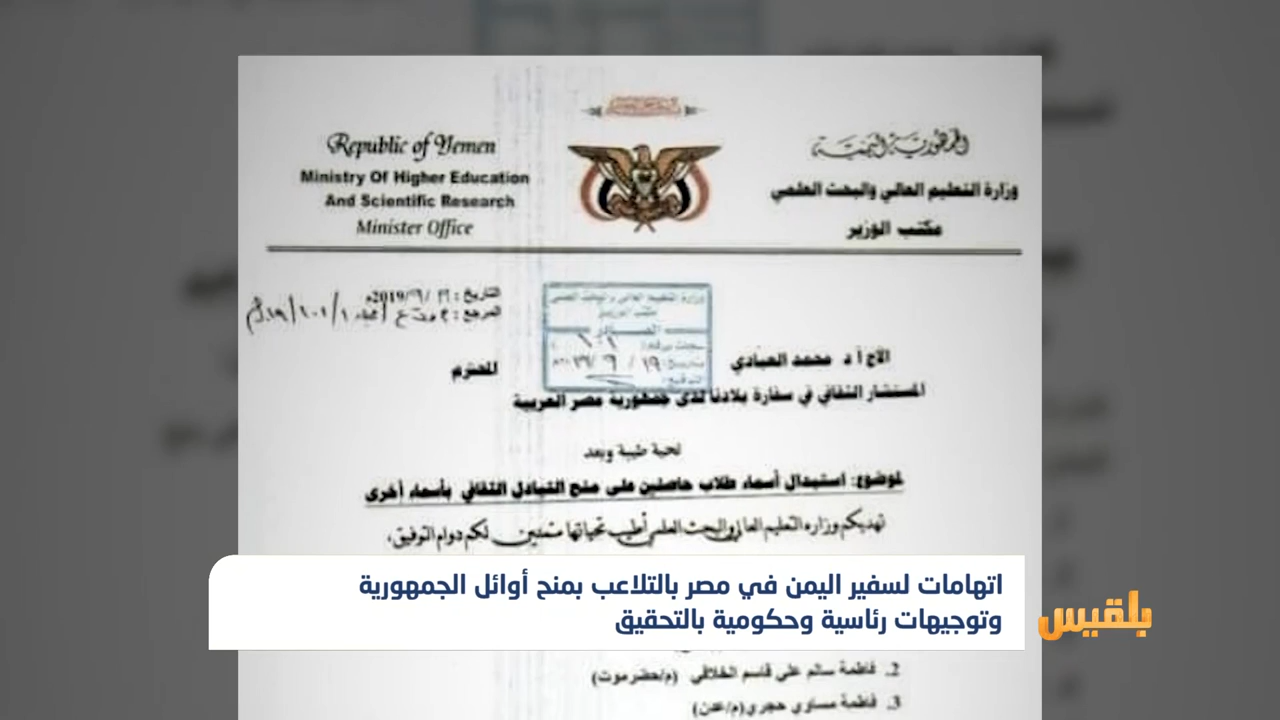 Republic of Yemen
Ministry Of Higher Education
And Scientific Research
Minister Office
الجمهورية اليمنية
وزارة التعليم العالي والبحث العلمي
مكتب الوزير
التاريخ :
المرجع :
الأخ أ د محمد العبادي
المحترم
المستشار الثقافي في سفارة بلادنا لدى جمهورية مصر العربية
تحية طيبة وبعد
الموضوع: استبدال أسماء طلاب حاصلين على منح التبادل الثقافي بأسماء أخرى
تهديكم وزارة التعليم العالي والبحث العلمي أطيب تحياتها متمنين لكم دوام التوفيق،
اتهامات لسفير اليمن في مصر بالتلاعب بمنح أوائل الجمهورية
وتوجيهات رئاسية وحكومية بالتحقيق
بلقيس
2. فاطمة سالم علي قاسم الخلاقي (م/حضرموت)
3. فاطمة مساوي حجري(م/عدن)